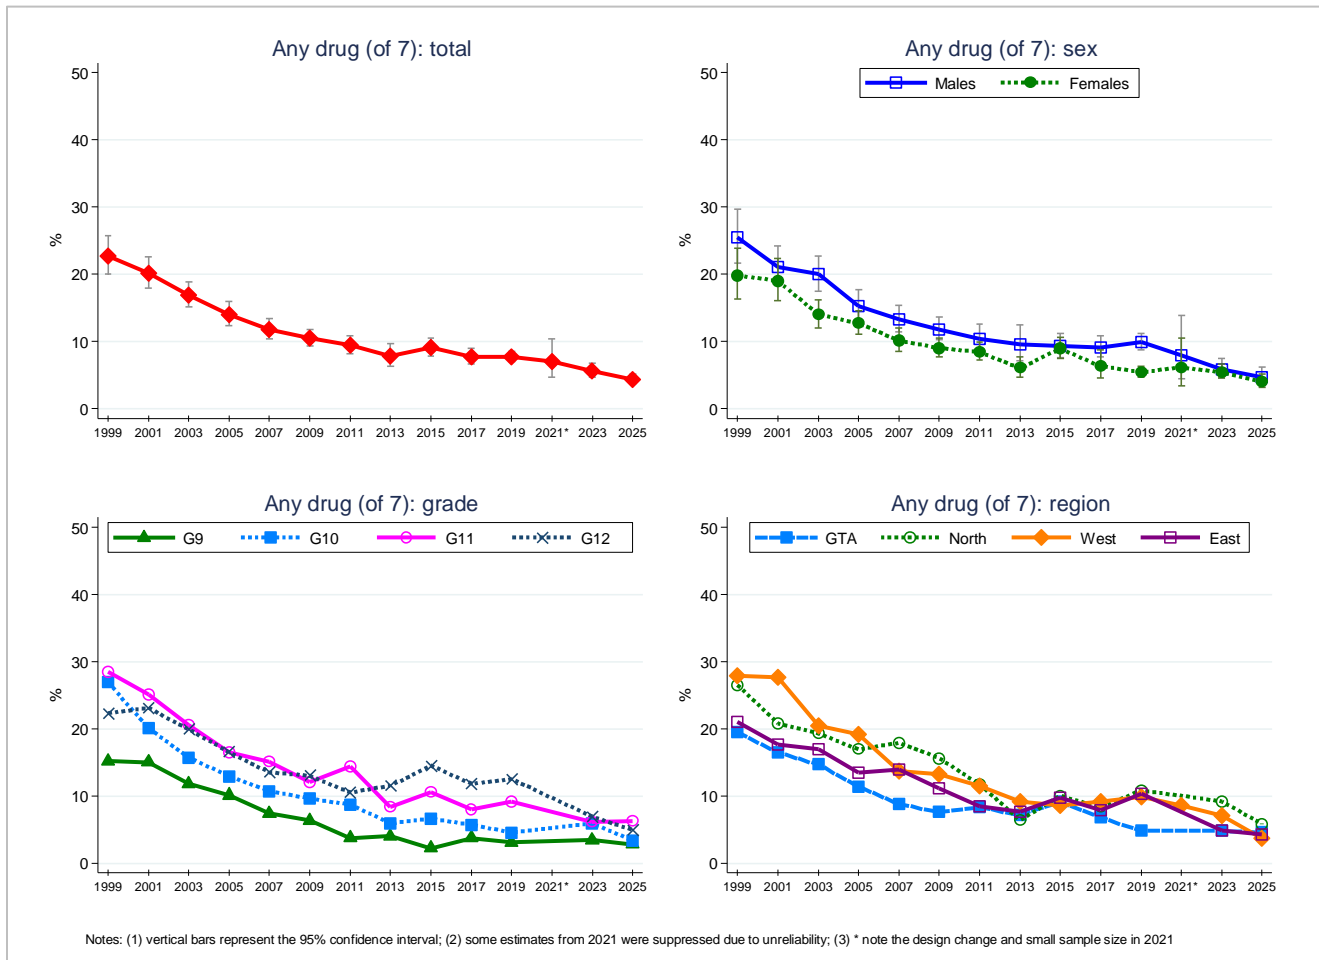 Any drug (of 7): total
50
40
30
20
10
0
%
1999 2001 2003 2005 2007 2009 2011 2013 2015 2017 2019 2021* 2023 2025
Any drug (of 7): sex
Males Females
50
40
30
20
10
0
%
1999 2001 2003 2005 2007 2009 2011 2013 2015 2017 2019 2021* 2023 2025
Any drug (of 7): grade
G9 G10 G11 G12
50
40
30
20
10
0
%
1999 2001 2003 2005 2007 2009 2011 2013 2015 2017 2019 2021* 2023 2025
Any drug (of 7): region
GTA North West East
50
40
30
20
10
0
%
1999 2001 2003 2005 2007 2009 2011 2013 2015 2017 2019 2021* 2023 2025
Notes: (1) vertical bars represent the 95% confidence interval; (2) some estimates from 2021 were suppressed due to unreliability; (3) * note the design change and small sample size in 2021